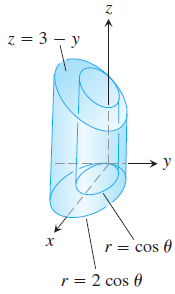 z
z = 3 – y
y
x
r = cos θ
r = 2 cos θ